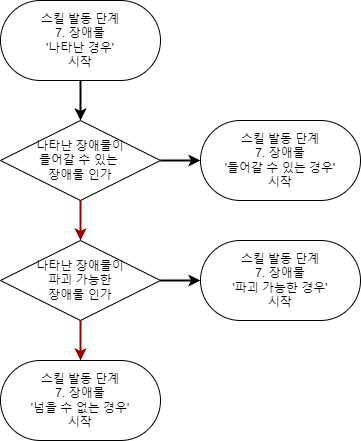 스킬 발동 단계
7. 장애물
'나타난 경우'
시작
나타난 장애물이
들어갈 수 있는
장애물 인가
스킬 발동 단계
7. 장애물
'들어갈 수 있는 경우'
시작
나타난 장애물이
파괴 가능한
장애물 인가
스킬 발동 단계
7. 장애물
'파괴 가능한 경우'
시작
스킬 발동 단계
7. 장애물
'넘을 수 없는 경우'
시작